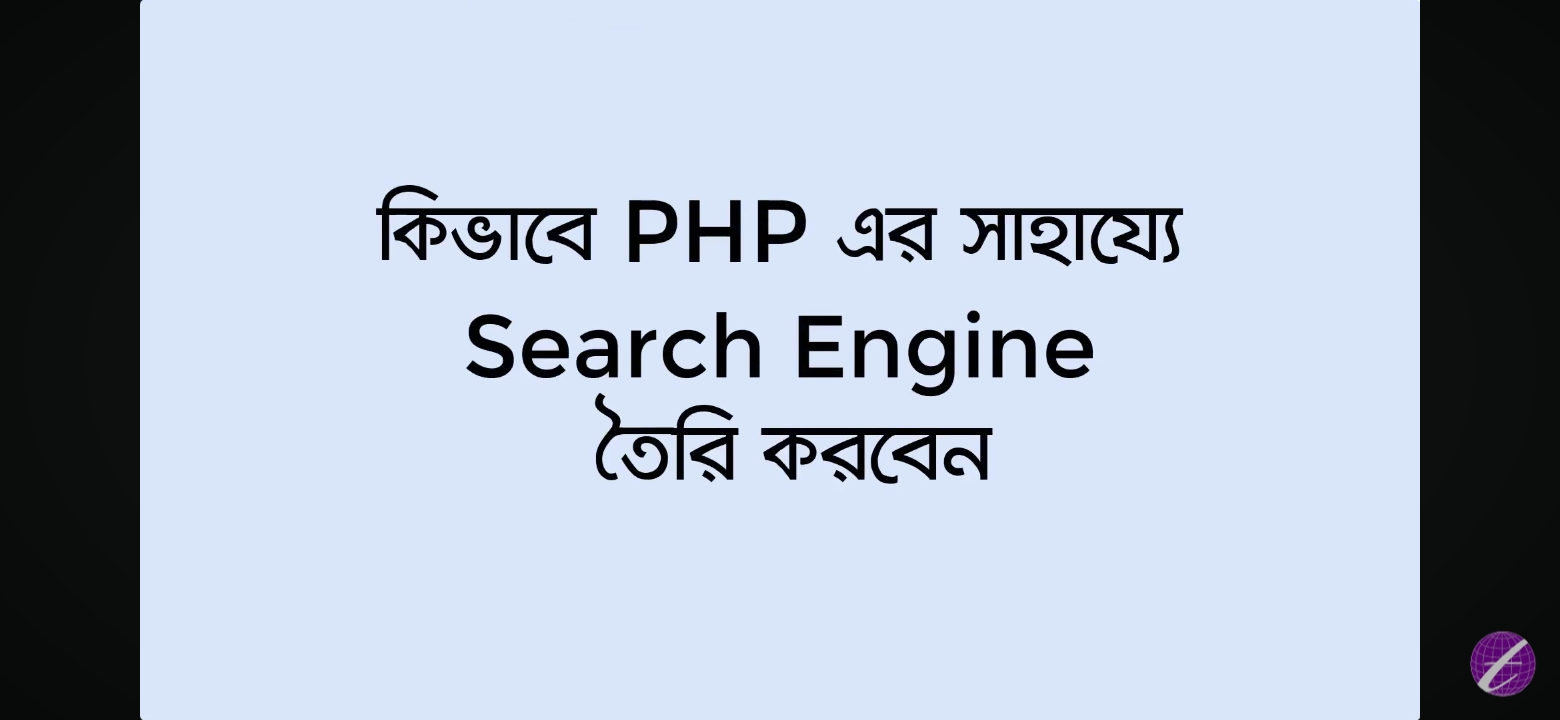 কিভাবে PHP এর সাহায্যে
Search Engine
তৈরি করবেন